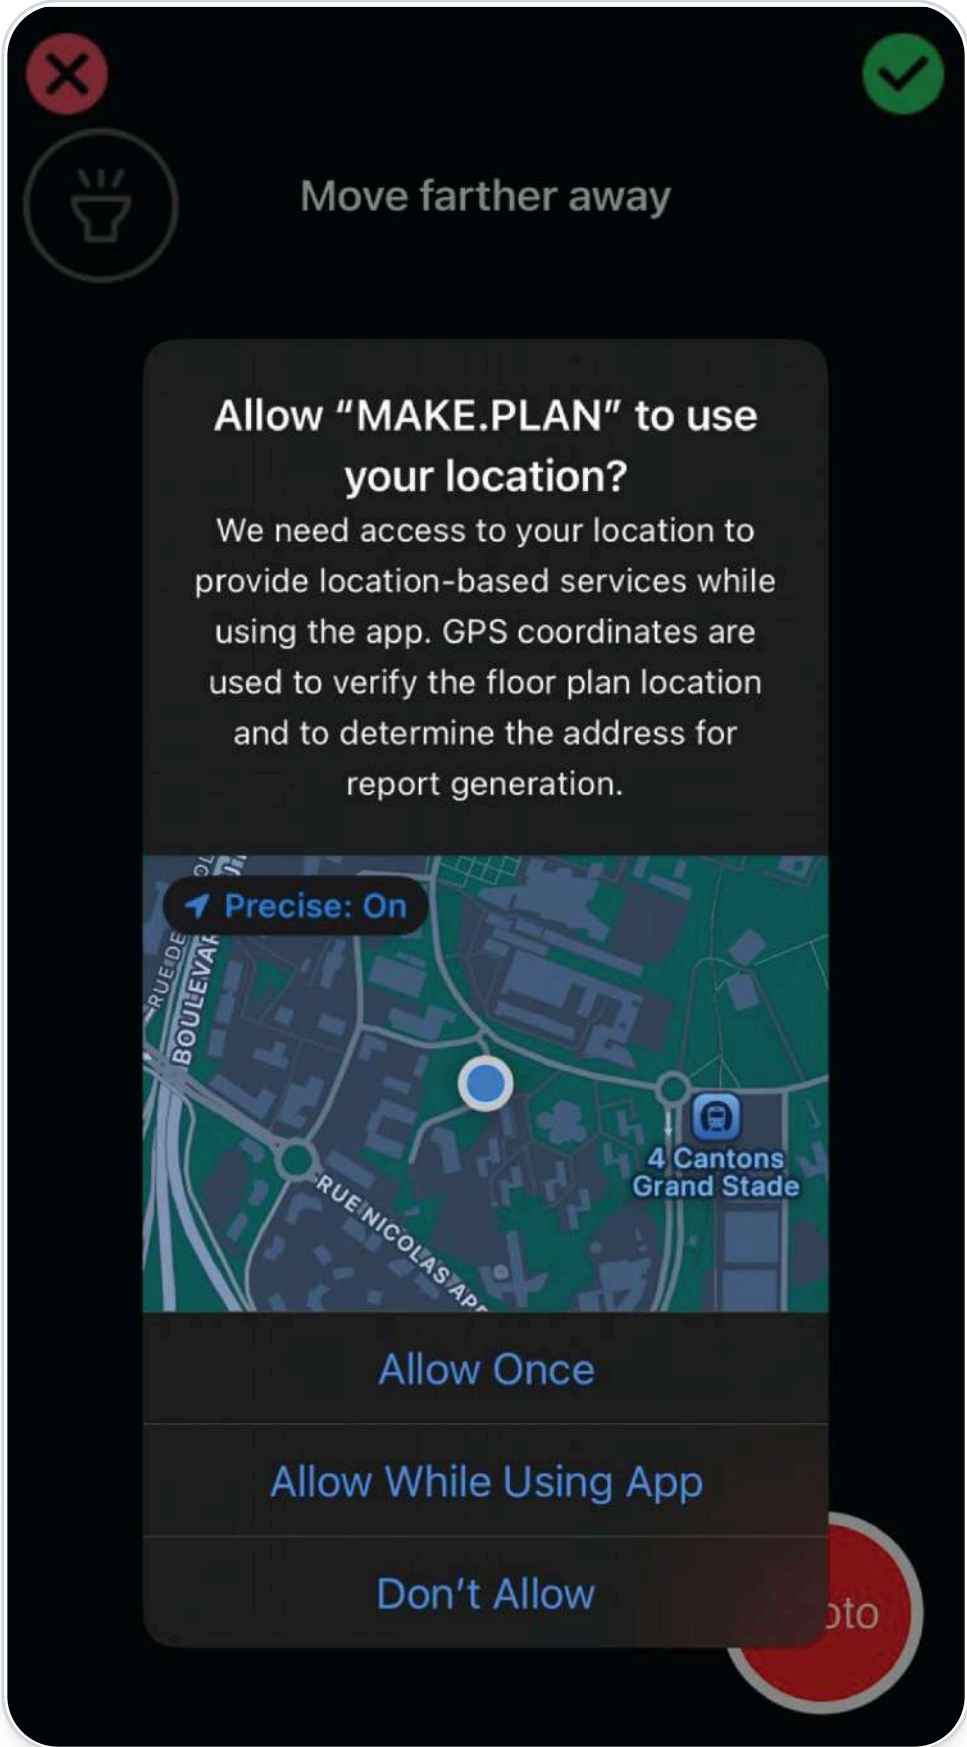 Move farther away
Allow “MAKE.PLAN” to use
your location?
We need access to your location to
provide location-based services while
using the app. GPS coordinates are
used to verify the floor plan location
and to determine the address for
report generation.
Precise: On
RUE DE
BOULEVAR
4 Cantons
Grand Stade
RUE NICOLAS APP
Allow Once
Allow While Using App
Don’t Allow
oto